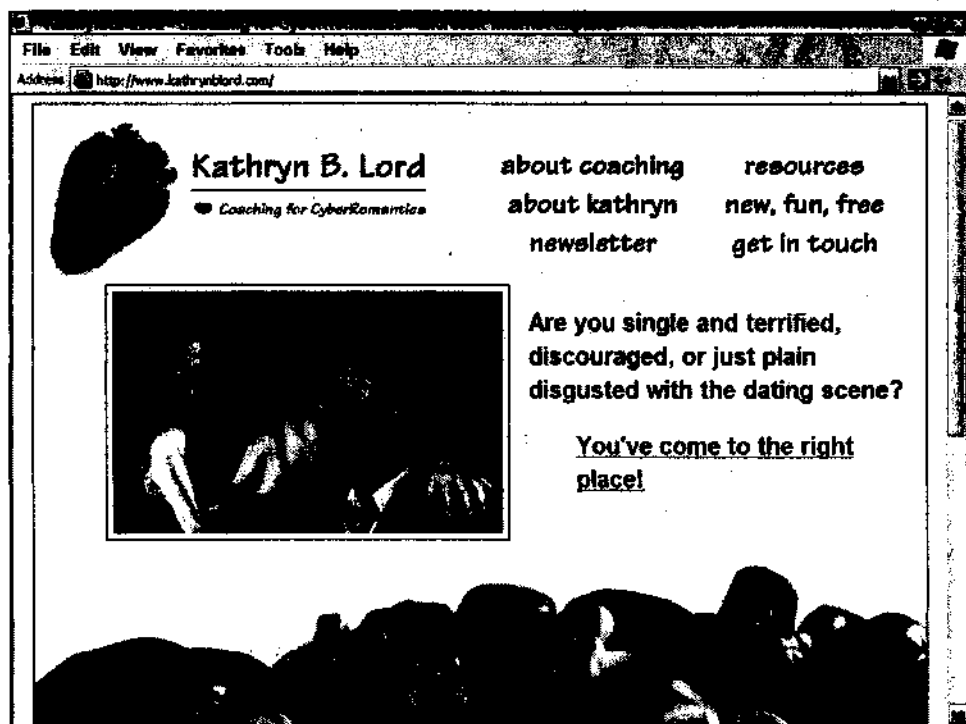 File Edit View Favorites Tools Help
Address http://www.kathrynblord.com/
Kathryn B. Lord
Coaching for CyberRomantics
about coaching
about kathryn
newsletter
resources
new, fun, free
get in touch
Are you single and terrified,
discouraged, or just plain
disgusted with the dating scene?
You've come to the right
place!